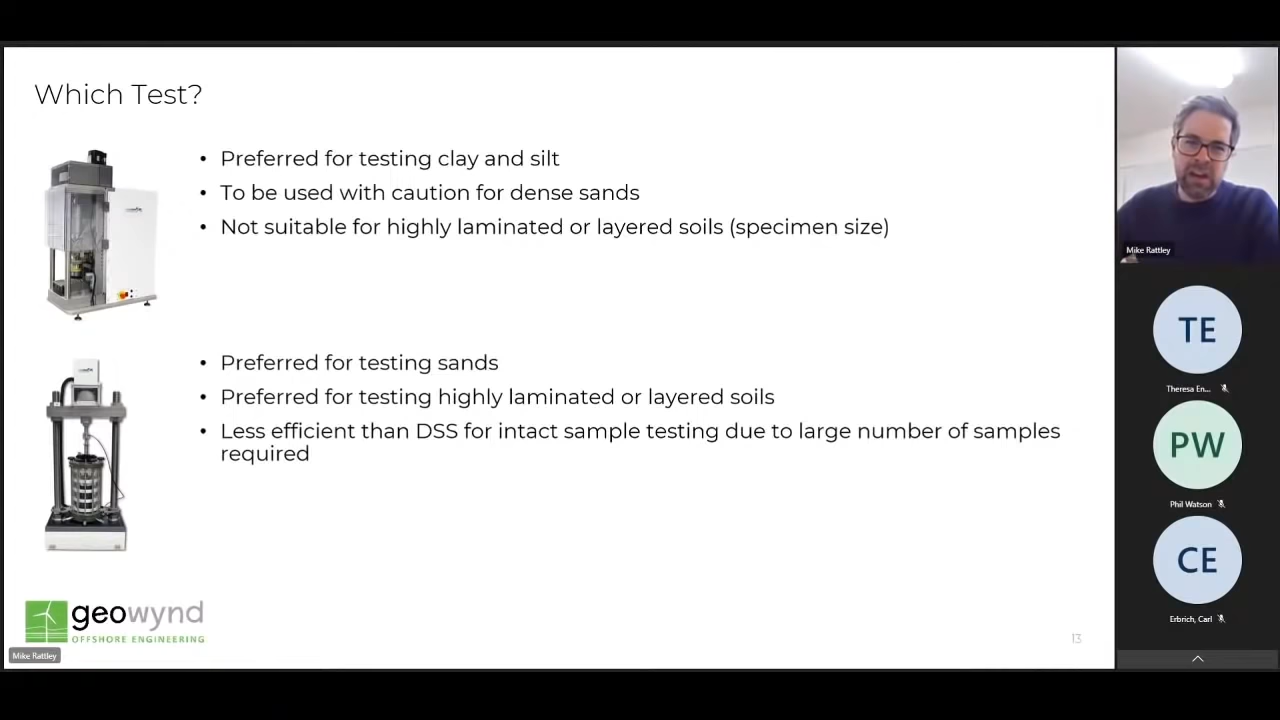 Which Test?
• Preferred for testing clay and silt
• To be used with caution for dense sands
• Not suitable for highly laminated or layered soils (specimen size)
• Preferred for testing sands
• Preferred for testing highly laminated or layered soils
• Less efficient than DSS for intact sample testing due to large number of samples
required
geowynd
OFFSHORE ENGINEERING
13
Mike Rattley
Mike Rattley
TE
Theresa En...
PW
Phil Watson
CE
Erbrich, Carl